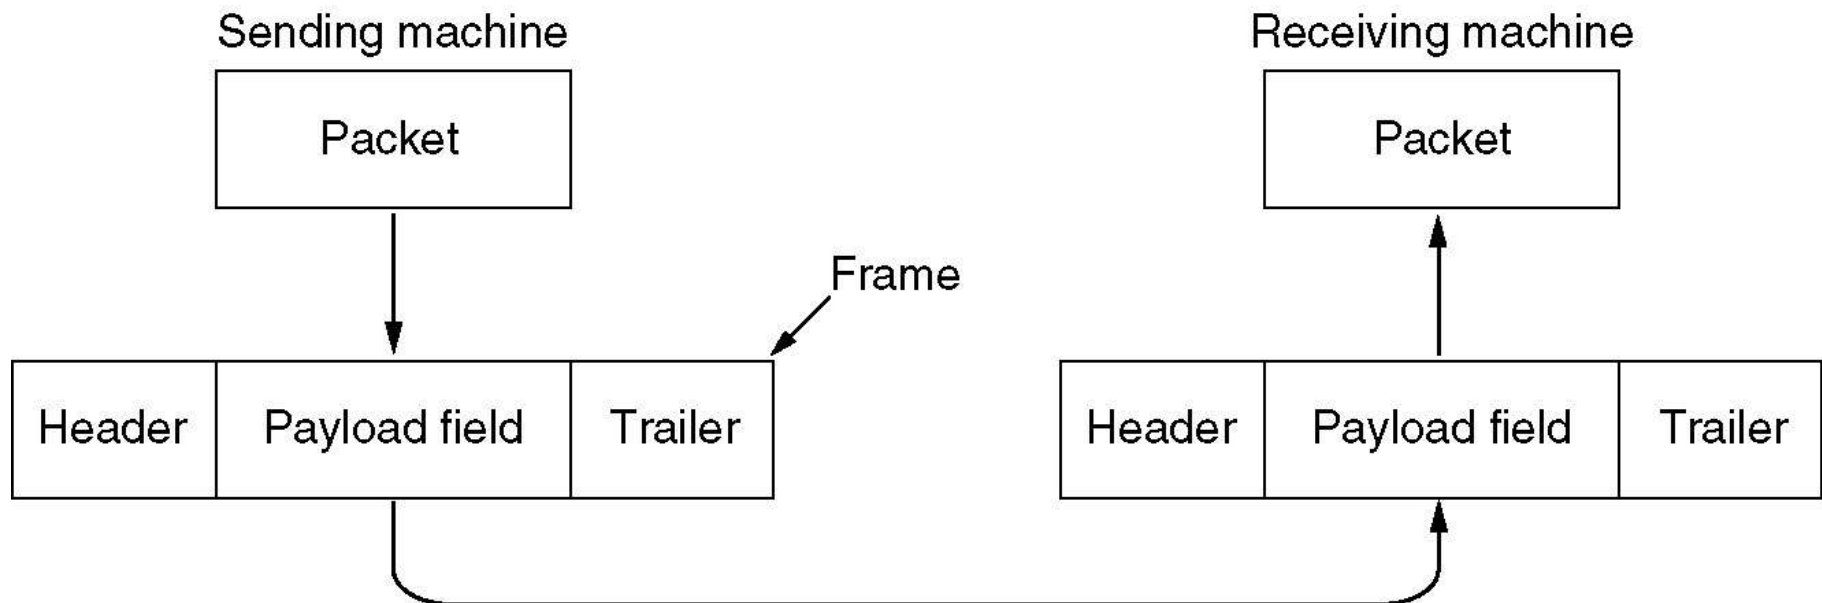 Sending machine
Receiving machine
Packet
Packet
Frame
Header
Payload field
Trailer
Header
Payload field
Trailer